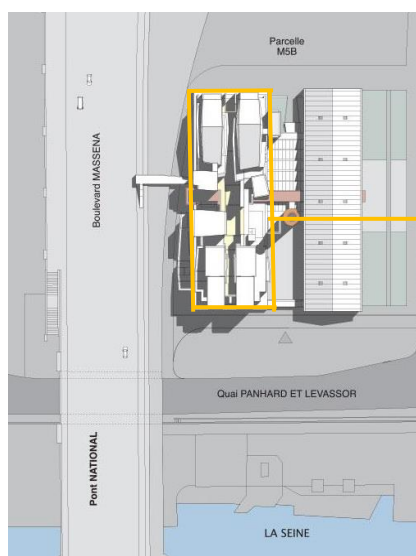 Parcelle
M5B
Boulevard MASSENA
Quai PANHARD ET LEVASSOR
Pont NATIONAL
LA SEINE